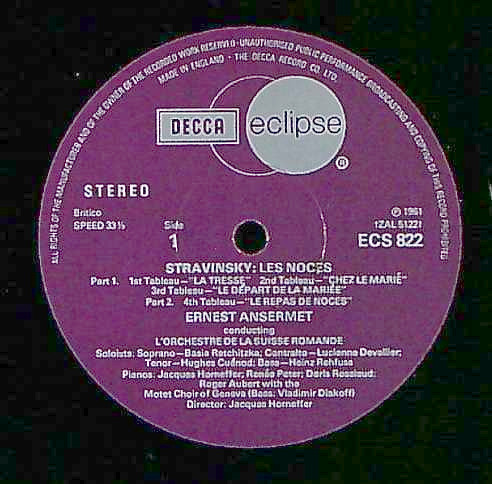 ALL RIGHTS OF THE MANUFACTURER AND OF THE OWNER OF THE RECORDED WORK RESERVED · UNAUTHORISED PUBLIC PERFORMANCE BROADCASTING AND COPYING OF THIS RECORD PROHIBITED
MADE IN ENGLAND · THE DECCA RECORD CO. LTD.
DECCA eclipse
®
STEREO
Britico
SPEED 33⅓
Side
1
℗ 1961
ECS 822
STRAVINSKY: LES NOCES
Part 1. 1st Tableau—"LA TRESSE" 2nd Tableau—"CHEZ LE MARIÉ"
3rd Tableau—"LE DÉPART DE LA MARIÉE"
Part 2. 4th Tableau—"LE REPAS DE NOCES"
ERNEST ANSERMET
conducting
L'ORCHESTRE DE LA SUISSE ROMANDE
Soloists: Soprano—Basia Retchitzka; Contralto—Lucienne Devallier;
Tenor—Hughes Cuénod; Bass—Heinz Rehfuss
Pianos: Jacques Horneffer; Renée Peter; Doris Rossiaud;
Roger Aubert with the
Motet Choir of Geneva (Bass: Vladimir Diakoff)
Director: Jacques Horneffer